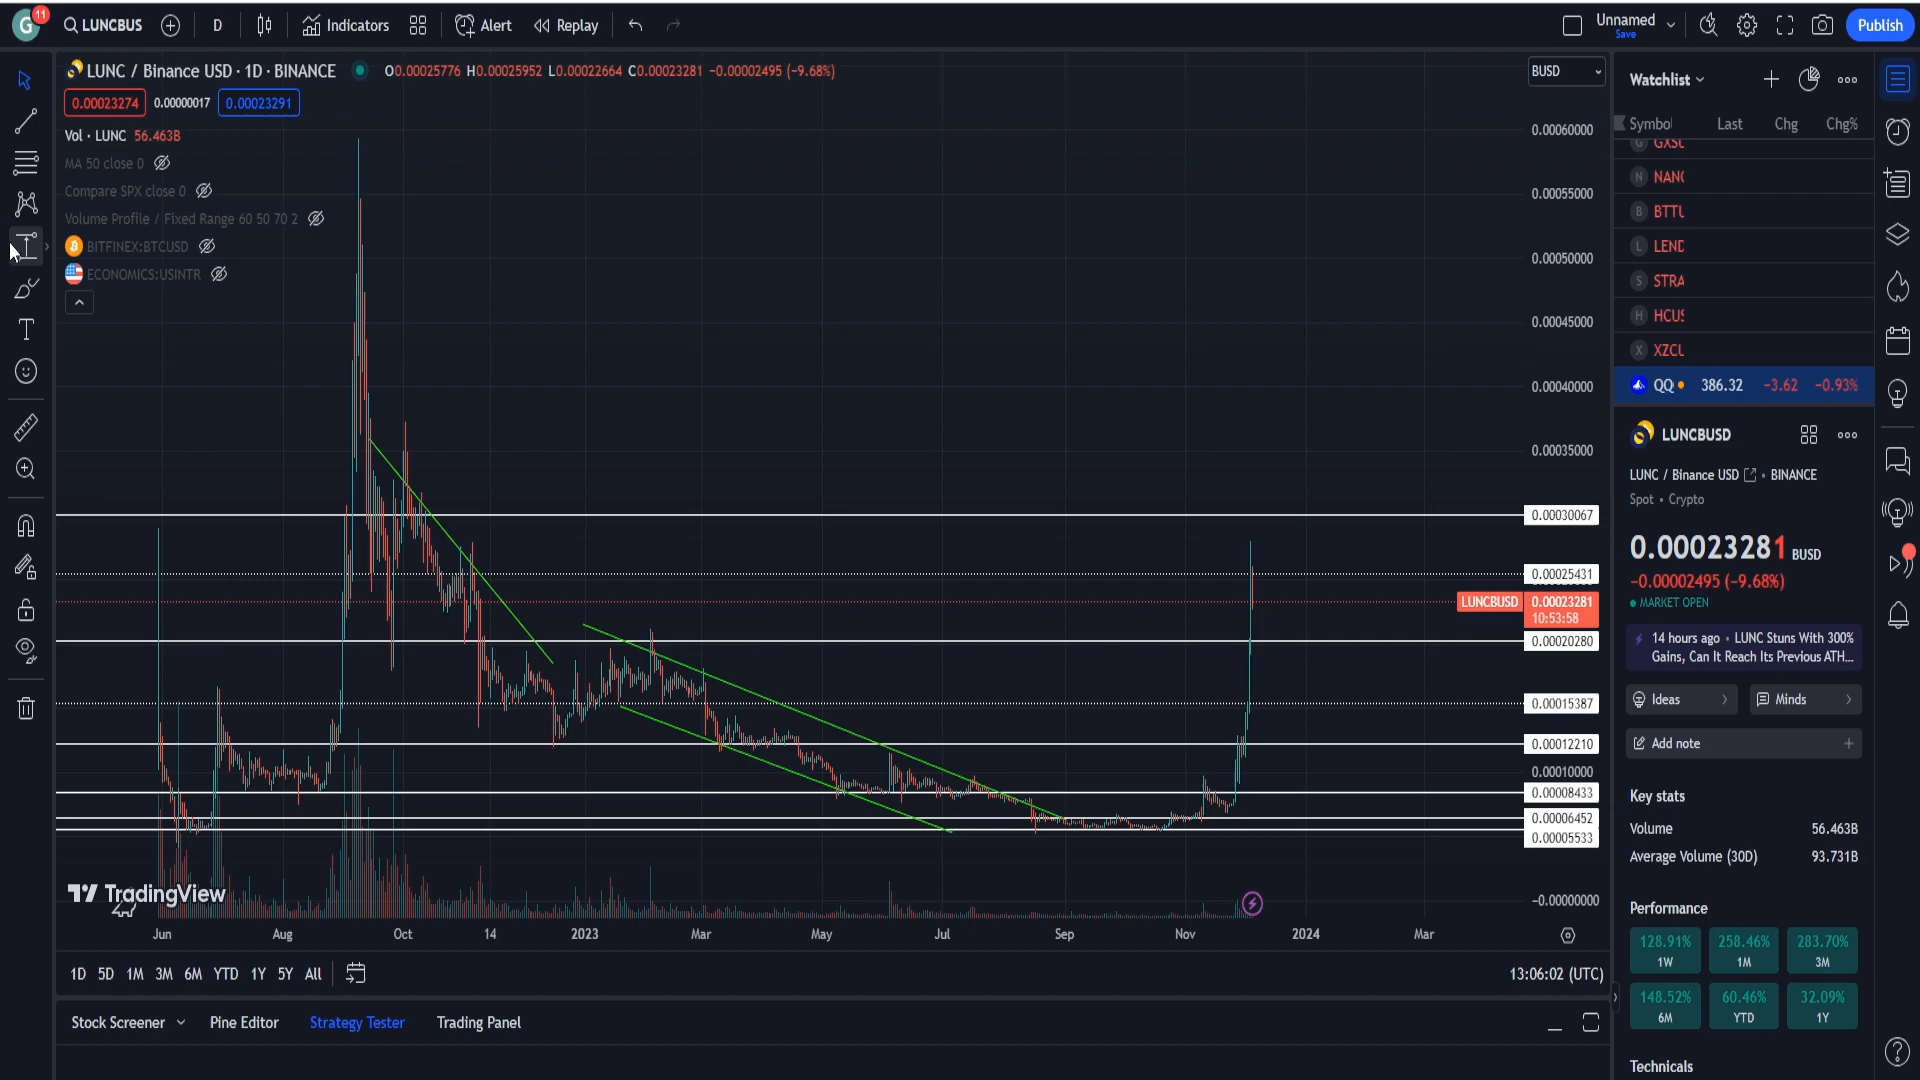 G
11
LUNCBUS
D
Indicators
Alert
Replay
Unnamed
Save
Publish
LUNC / Binance USD · 1D · BINANCE
O0.00025776 H0.00025952 L0.00022664 C0.00023281 −0.00002495 (−9.68%)
0.00023274 0.00000017 0.00023291
Vol · LUNC 56.463B
MA 50 close 0
Compare SPX close 0
Volume Profile / Fixed Range 60 50 70 2
BITFINEX:BTCUSD
ECONOMICS:USINTR
BUSD
0.00060000
0.00055000
0.00050000
0.00045000
0.00040000
0.00035000
0.00030067
0.00025431
LUNCBUSD 0.00023281
10:53:58
0.00020280
0.00015387
0.00012210
0.00010000
0.00008433
0.00006452
0.00005533
−0.00000000
TradingView
Jun Aug Oct 14 2023 Mar May Jul Sep Nov 2024 Mar
1D 5D 1M 3M 6M YTD 1Y 5Y All
13:06:02 (UTC)
Stock Screener Pine Editor Strategy Tester Trading Panel
Watchlist
Symbol Last Chg Chg%
G GXSC
N NANC
B BTTU
L LEND
S STRA
H HCUS
X XZCU
QQ 386.32 −3.62 −0.93%
LUNCBUSD
LUNC / Binance USD • BINANCE
Spot • Crypto
0.00023281 BUSD
−0.00002495 (−9.68%)
MARKET OPEN
14 hours ago • LUNC Stuns With 300%
Gains, Can It Reach Its Previous ATH...
Ideas
Minds
Add note
Key stats
Volume 56.463B
Average Volume (30D) 93.731B
Performance
128.91% 258.46% 283.70%
1W 1M 3M
148.52% 60.46% 32.09%
6M YTD 1Y
Technicals